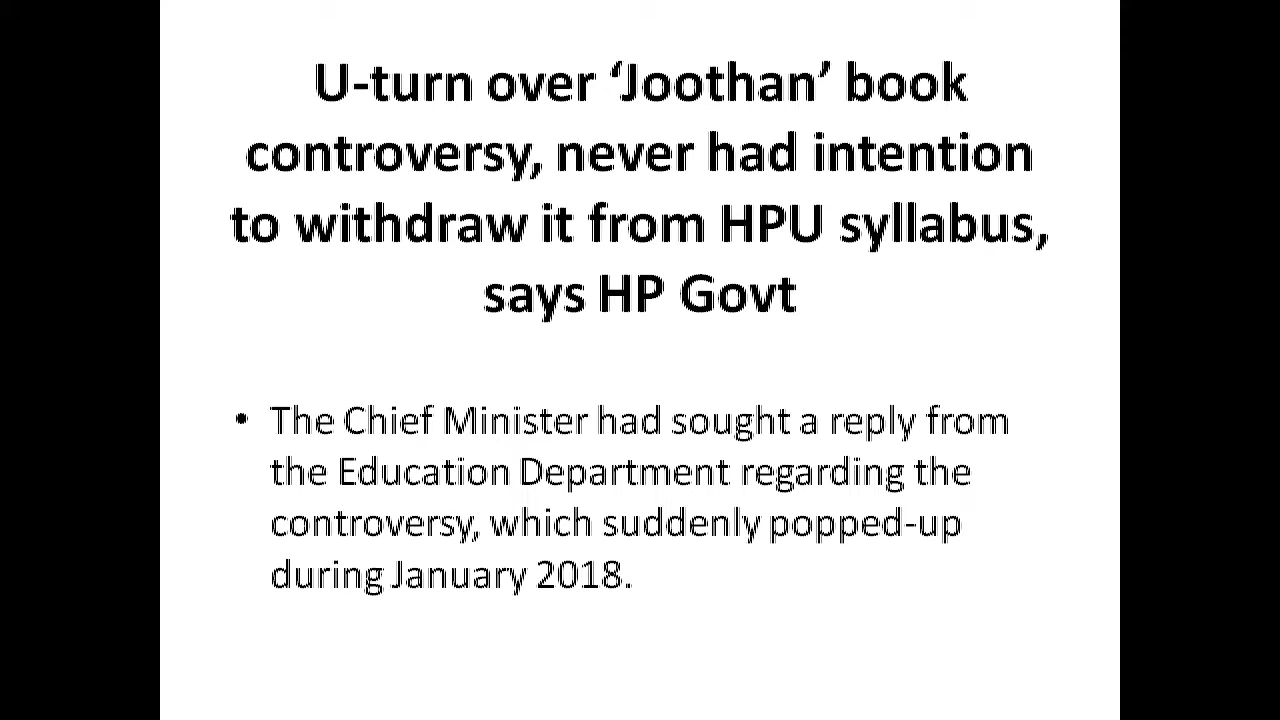 U-turn over ‘Joothan’ book
controversy, never had intention
to withdraw it from HPU syllabus,
says HP Govt
• The Chief Minister had sought a reply from
the Education Department regarding the
controversy, which suddenly popped-up
during January 2018.